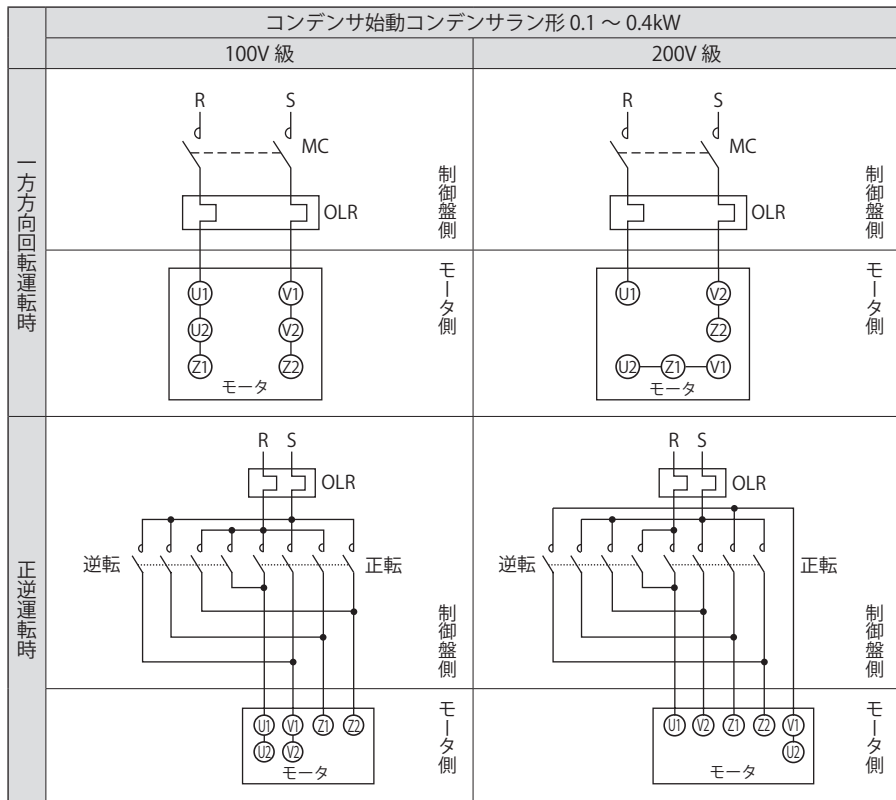 コンデンサ始動コンデンサラン形 0.1 ～ 0.4kW
100V 級
200V 級
一方方向回転運転時
R S
MC
OLR
制御盤側
モータ側
U1 V1
U2 V2
Z1 Z2
モータ
R S
MC
OLR
制御盤側
モータ側
U1 V2
Z2
U2 Z1 V1
モータ
正逆運転時
R S
OLR
逆転
正転
制御盤側
モータ側
U1 V1 Z1 Z2
U2 V2
モータ
R S
OLR
逆転
正転
制御盤側
モータ側
U1 V2 Z1 Z2 V1
U2
モータ